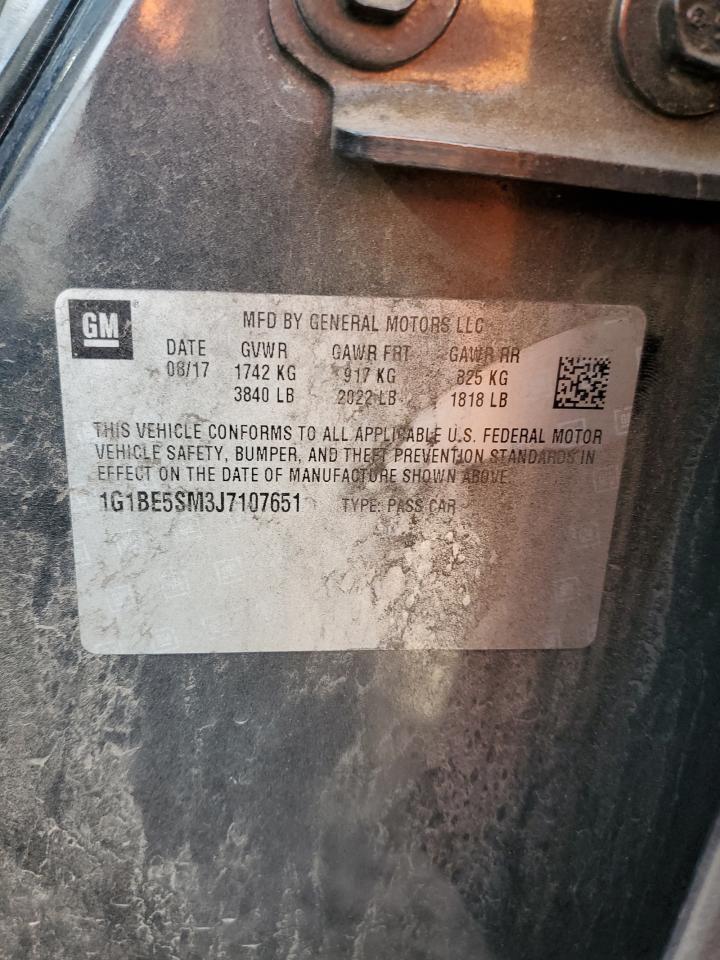 GM
MFD BY GENERAL MOTORS LLC
DATE GVWR GAWR FRT GAWR RR
08/17 1742 KG 917 KG 825 KG
3840 LB 2022 LB 1818 LB
THIS VEHICLE CONFORMS TO ALL APPLICABLE U.S. FEDERAL MOTOR
VEHICLE SAFETY, BUMPER, AND THEFT PREVENTION STANDARDS IN
EFFECT ON THE DATE OF MANUFACTURE SHOWN ABOVE.
1G1BE5SM3J7107651 TYPE: PASS CAR